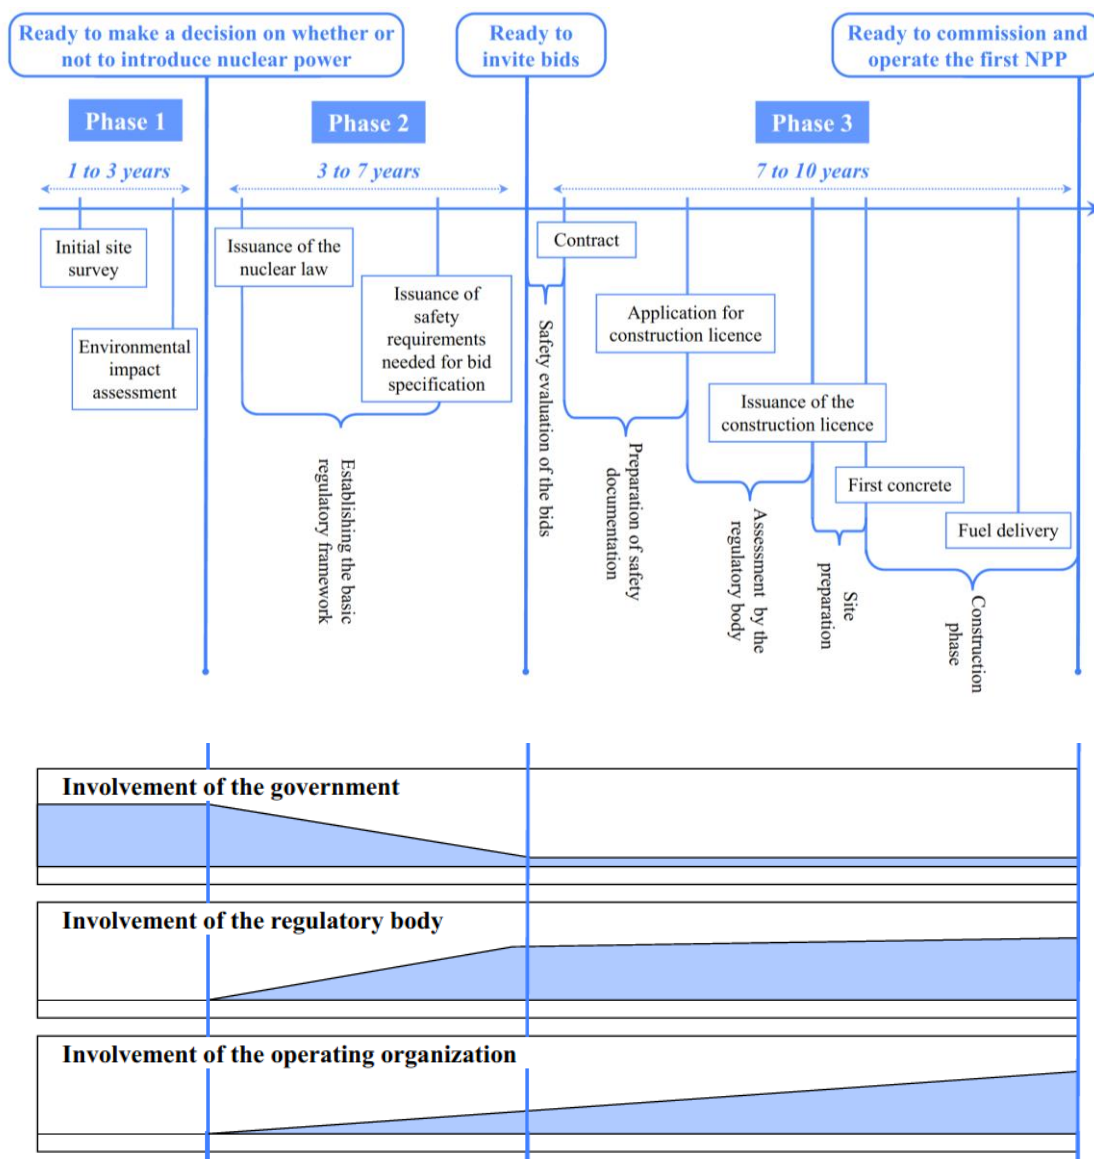 Ready to make a decision on whether or
not to introduce nuclear power
Ready to
invite bids
Ready to commission and
operate the first NPP
Phase 1
Phase 2
Phase 3
1 to 3 years
3 to 7 years
7 to 10 years
Initial site
survey
Environmental
impact
assessment
Issuance of the
nuclear law
Issuance of
safety
requirements
needed for bid
specification
Establishing the basic
regulatory framework
Contract
Safety evaluation of the bids
Application for
construction licence
Preparation of safety
documentation
Issuance of the
construction licence
Assessment by the
regulatory body
First concrete
Site
preparation
Fuel delivery
Construction
phase
Involvement of the government
Involvement of the regulatory body
Involvement of the operating organization